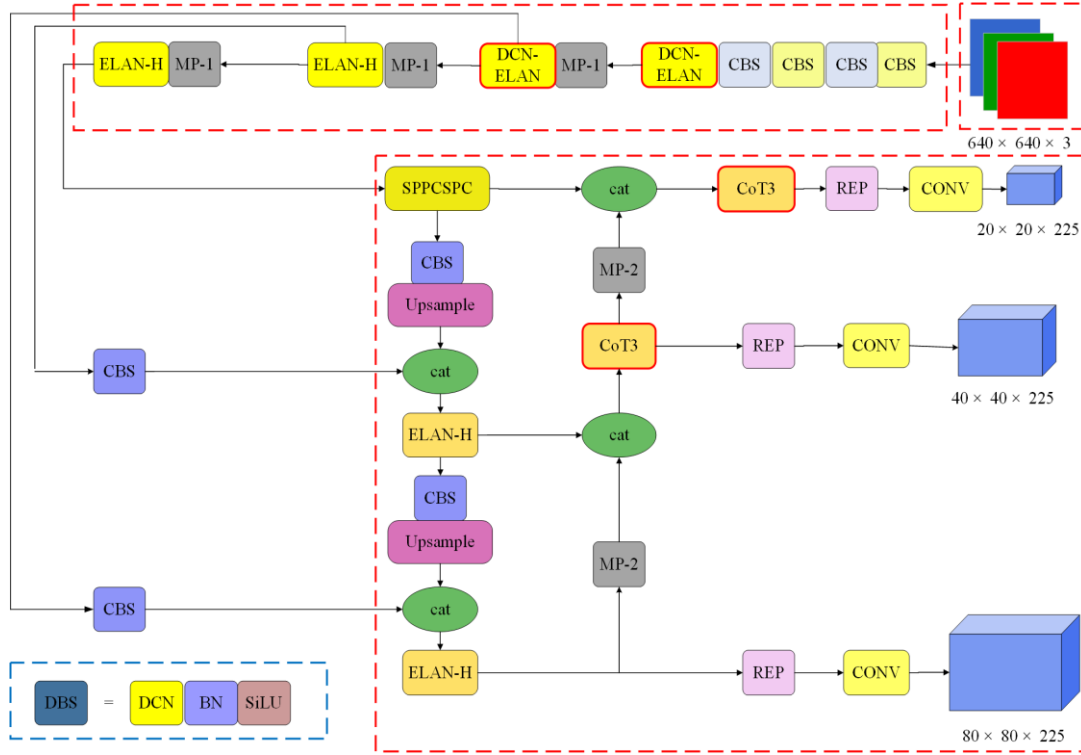 ELAN-H MP-1 ELAN-H MP-1 DCN-ELAN MP-1 DCN-ELAN CBS CBS CBS CBS
640 × 640 × 3
SPPCSPC cat CoT3 REP CONV
20 × 20 × 225
CBS MP-2
Upsample
CoT3 REP CONV
CBS cat
40 × 40 × 225
ELAN-H cat
CBS
Upsample MP-2
CBS cat
ELAN-H REP CONV
DBS = DCN BN SiLU
80 × 80 × 225